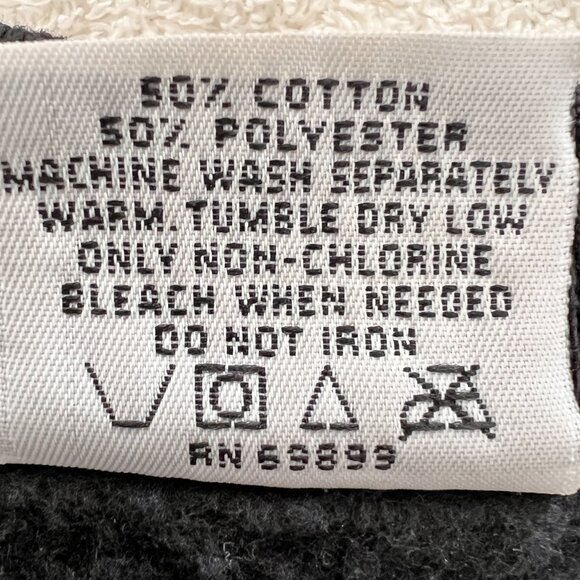 50% COTTON
50% POLYESTER
MACHINE WASH SEPARATELY
WARM. TUMBLE DRY LOW
ONLY NON-CHLORINE
BLEACH WHEN NEEDED
DO NOT IRON
RN 69899